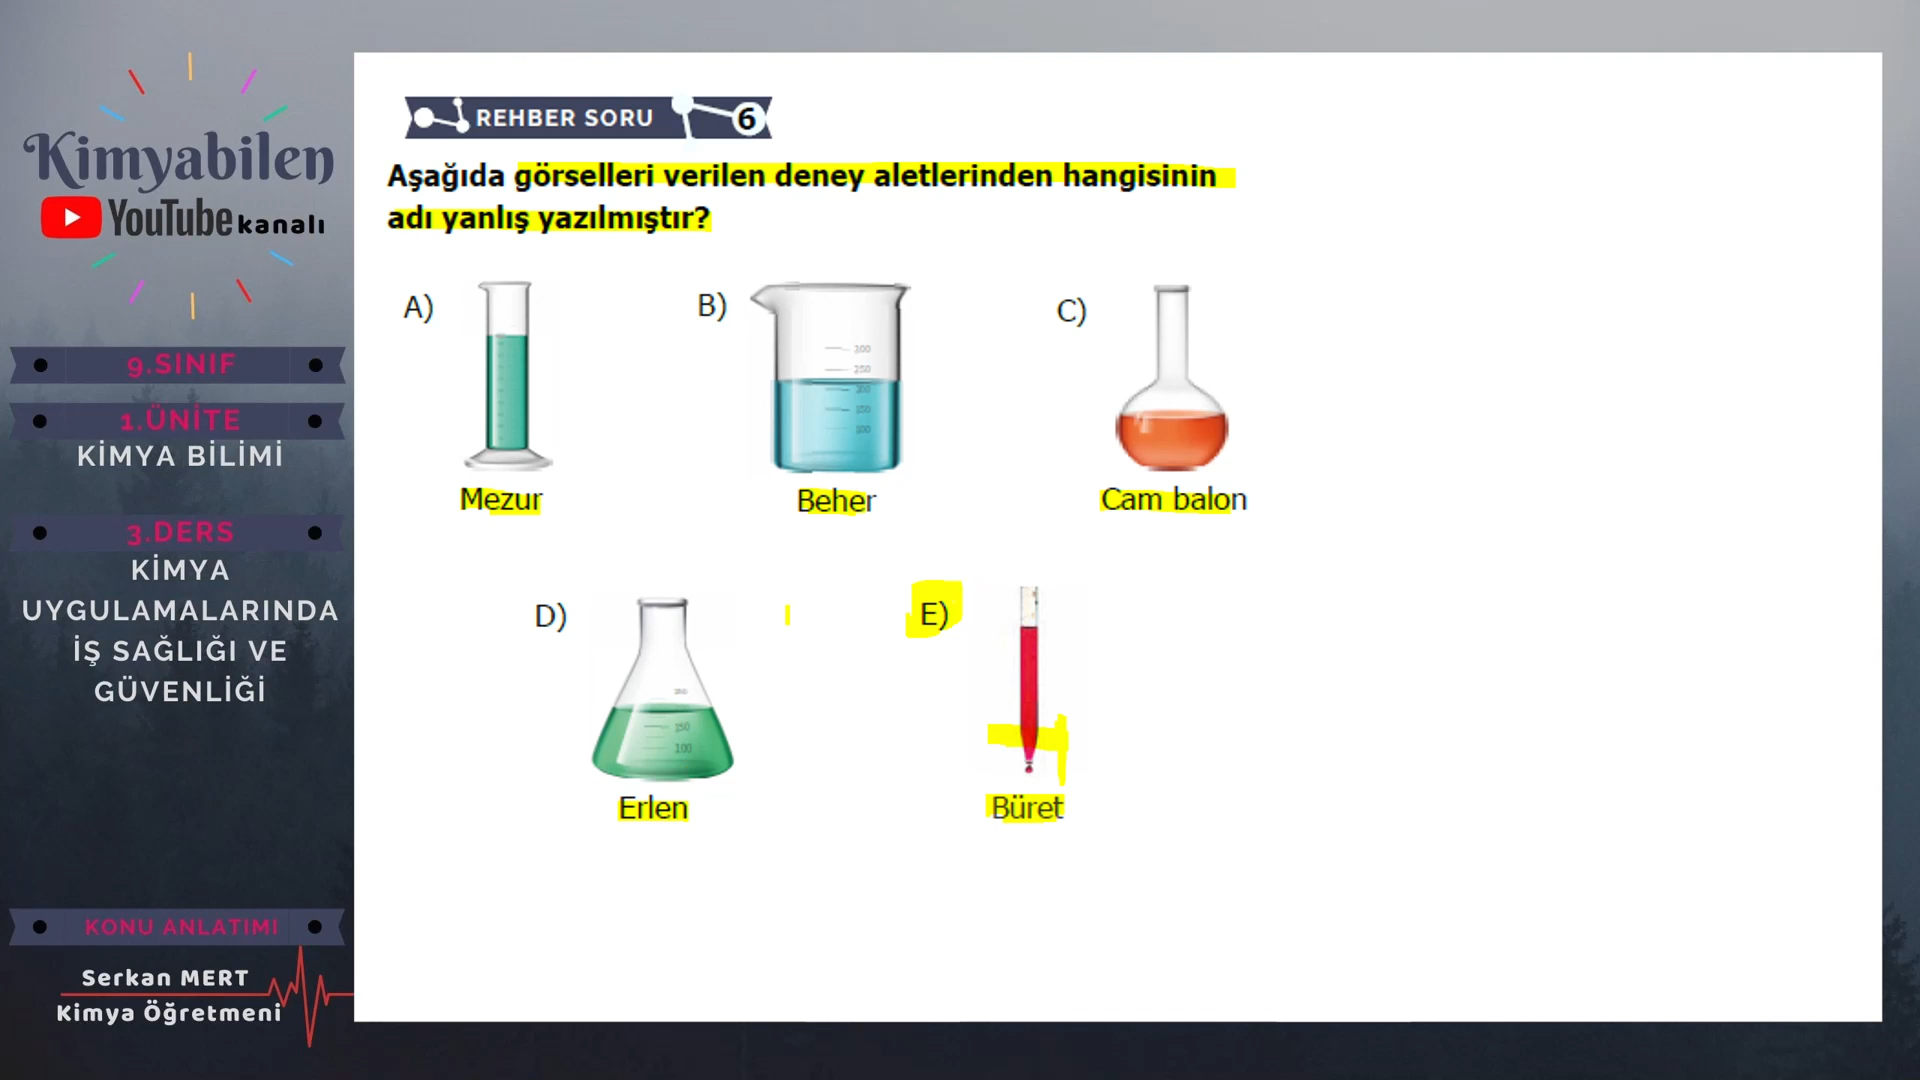 Kimyabilen
YouTube kanalı
9.SINIF
1.ÜNİTE
KİMYA BİLİMİ
3.DERS
KİMYA
UYGULAMALARINDA
İŞ SAĞLIĞI VE
GÜVENLİĞİ
KONU ANLATIMI
Serkan MERT
Kimya Öğretmeni
REHBER SORU 6
Aşağıda görselleri verilen deney aletlerinden hangisinin
adı yanlış yazılmıştır?
A)
B)
C)
Mezur
Beher
Cam balon
D)
E)
150
100
Erlen
Büret